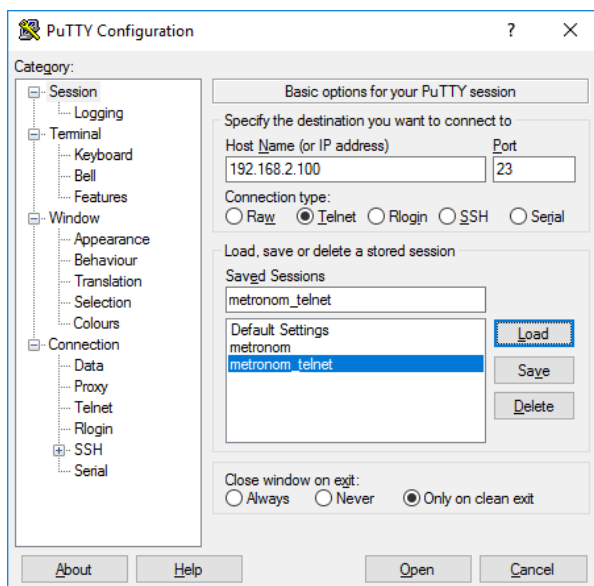 PuTTY Configuration
? 
Category:
Session
Logging
Terminal
Keyboard
Bell
Features
Window
Appearance
Behaviour
Translation
Selection
Colours
Connection
Data
Proxy
Telnet
Rlogin
SSH
Serial
Basic options for your PuTTY session
Specify the destination you want to connect to
Host Name (or IP address) Port
192.168.2.100 23
Connection type:
Raw Telnet Rlogin SSH Serial
Load, save or delete a stored session
Saved Sessions
metronom_telnet
Default Settings
metronom
metronom_telnet
Load
Save
Delete
Close window on exit:
Always Never Only on clean exit
About Help Open Cancel